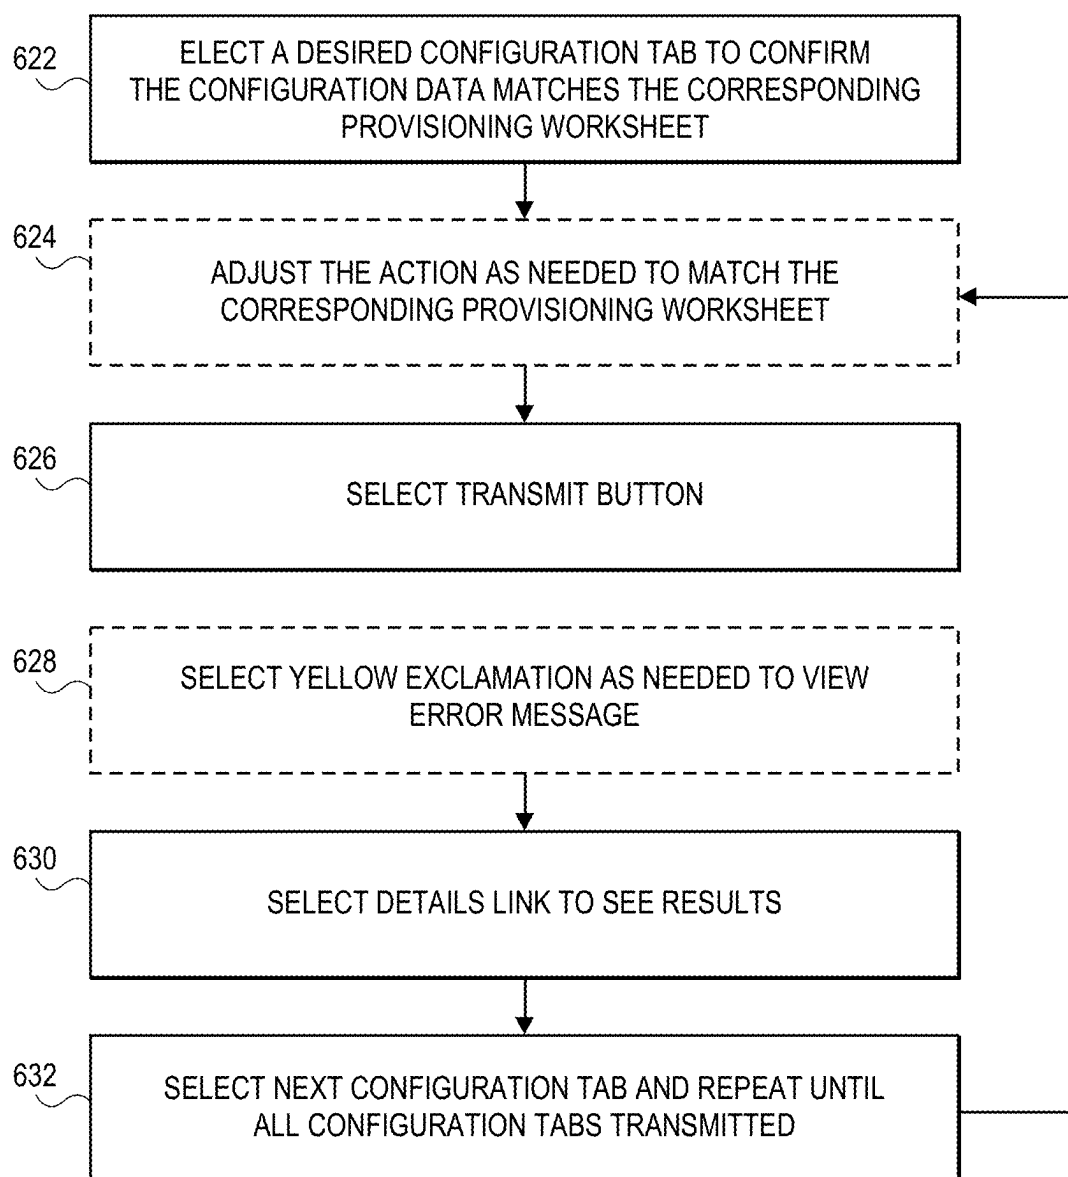 622
ELECT A DESIRED CONFIGURATION TAB TO CONFIRM
THE CONFIGURATION DATA MATCHES THE CORRESPONDING
PROVISIONING WORKSHEET
624
ADJUST THE ACTION AS NEEDED TO MATCH THE
CORRESPONDING PROVISIONING WORKSHEET
626
SELECT TRANSMIT BUTTON
628
SELECT YELLOW EXCLAMATION AS NEEDED TO VIEW
ERROR MESSAGE
630
SELECT DETAILS LINK TO SEE RESULTS
632
SELECT NEXT CONFIGURATION TAB AND REPEAT UNTIL
ALL CONFIGURATION TABS TRANSMITTED